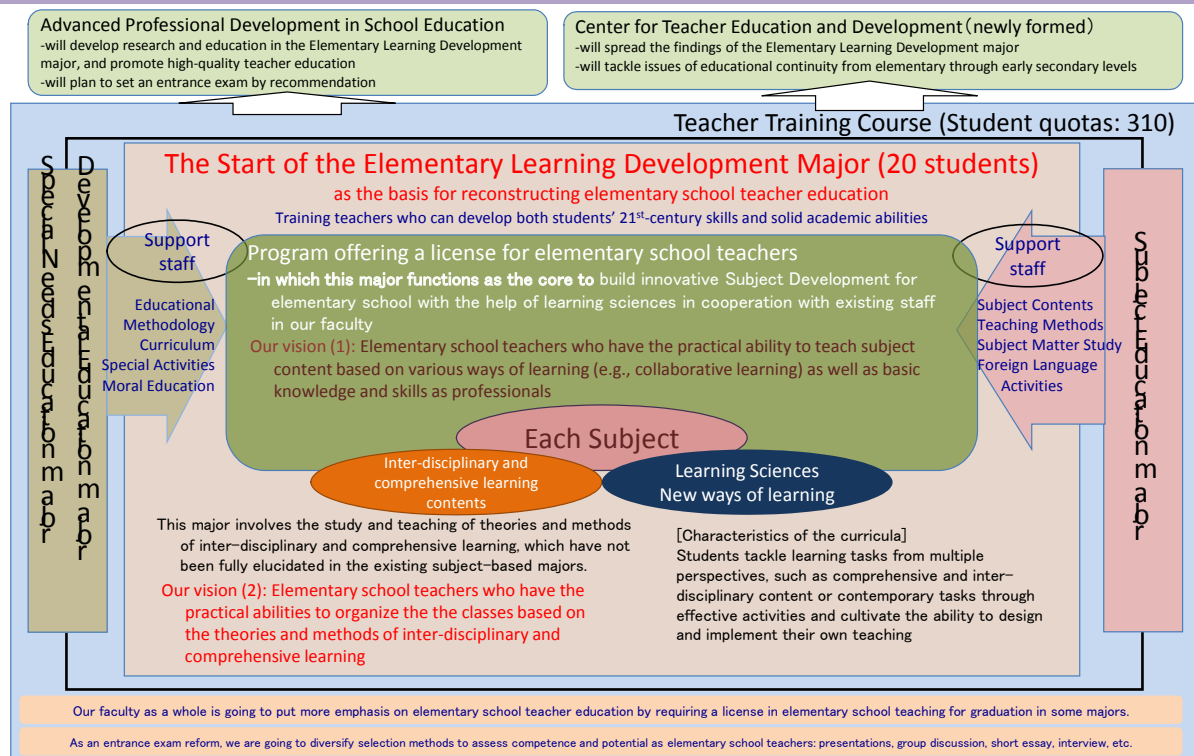 Advanced Professional Development in School Education
-will develop research and education in the Elementary Learning Development
major, and promote high-quality teacher education
-will plan to set an entrance exam by recommendation
Center for Teacher Education and Development(newly formed)
-will spread the findings of the Elementary Learning Development major
-will tackle issues of educational continuity from elementary through early secondary levels
Teacher Training Course (Student quotas: 310)
Special Needs Education major
Developmental Education major
The Start of the Elementary Learning Development Major (20 students)
as the basis for reconstructing elementary school teacher education
Training teachers who can develop both students' 21st-century skills and solid academic abilities
Support
staff
Educational
Methodology
Curriculum
Special Activities
Moral Education
Program offering a license for elementary school teachers
-in which this major functions as the core to build innovative Subject Development for
elementary school with the help of learning sciences in cooperation with existing staff
in our faculty
Our vision (1): Elementary school teachers who have the practical ability to teach subject
content based on various ways of learning (e.g., collaborative learning) as well as basic
knowledge and skills as professionals
Support
staff
Subject Contents
Teaching Methods
Subject Matter Study
Foreign Language
Activities
Subject Education major
Each Subject
Inter-disciplinary and
comprehensive learning
contents
Learning Sciences
New ways of learning
This major involves the study and teaching of theories and methods
of inter-disciplinary and comprehensive learning, which have not
been fully elucidated in the existing subject-based majors.
Our vision (2): Elementary school teachers who have the
practical abilities to organize the the classes based on
the theories and methods of inter-disciplinary and
comprehensive learning
[Characteristics of the curricula]
Students tackle learning tasks from multiple
perspectives, such as comprehensive and inter-
disciplinary content or contemporary tasks through
effective activities and cultivate the ability to design
and implement their own teaching
Our faculty as a whole is going to put more emphasis on elementary school teacher education by requiring a license in elementary school teaching for graduation in some majors.
As an entrance exam reform, we are going to diversify selection methods to assess competence and potential as elementary school teachers: presentations, group discussion, short essay, interview, etc.